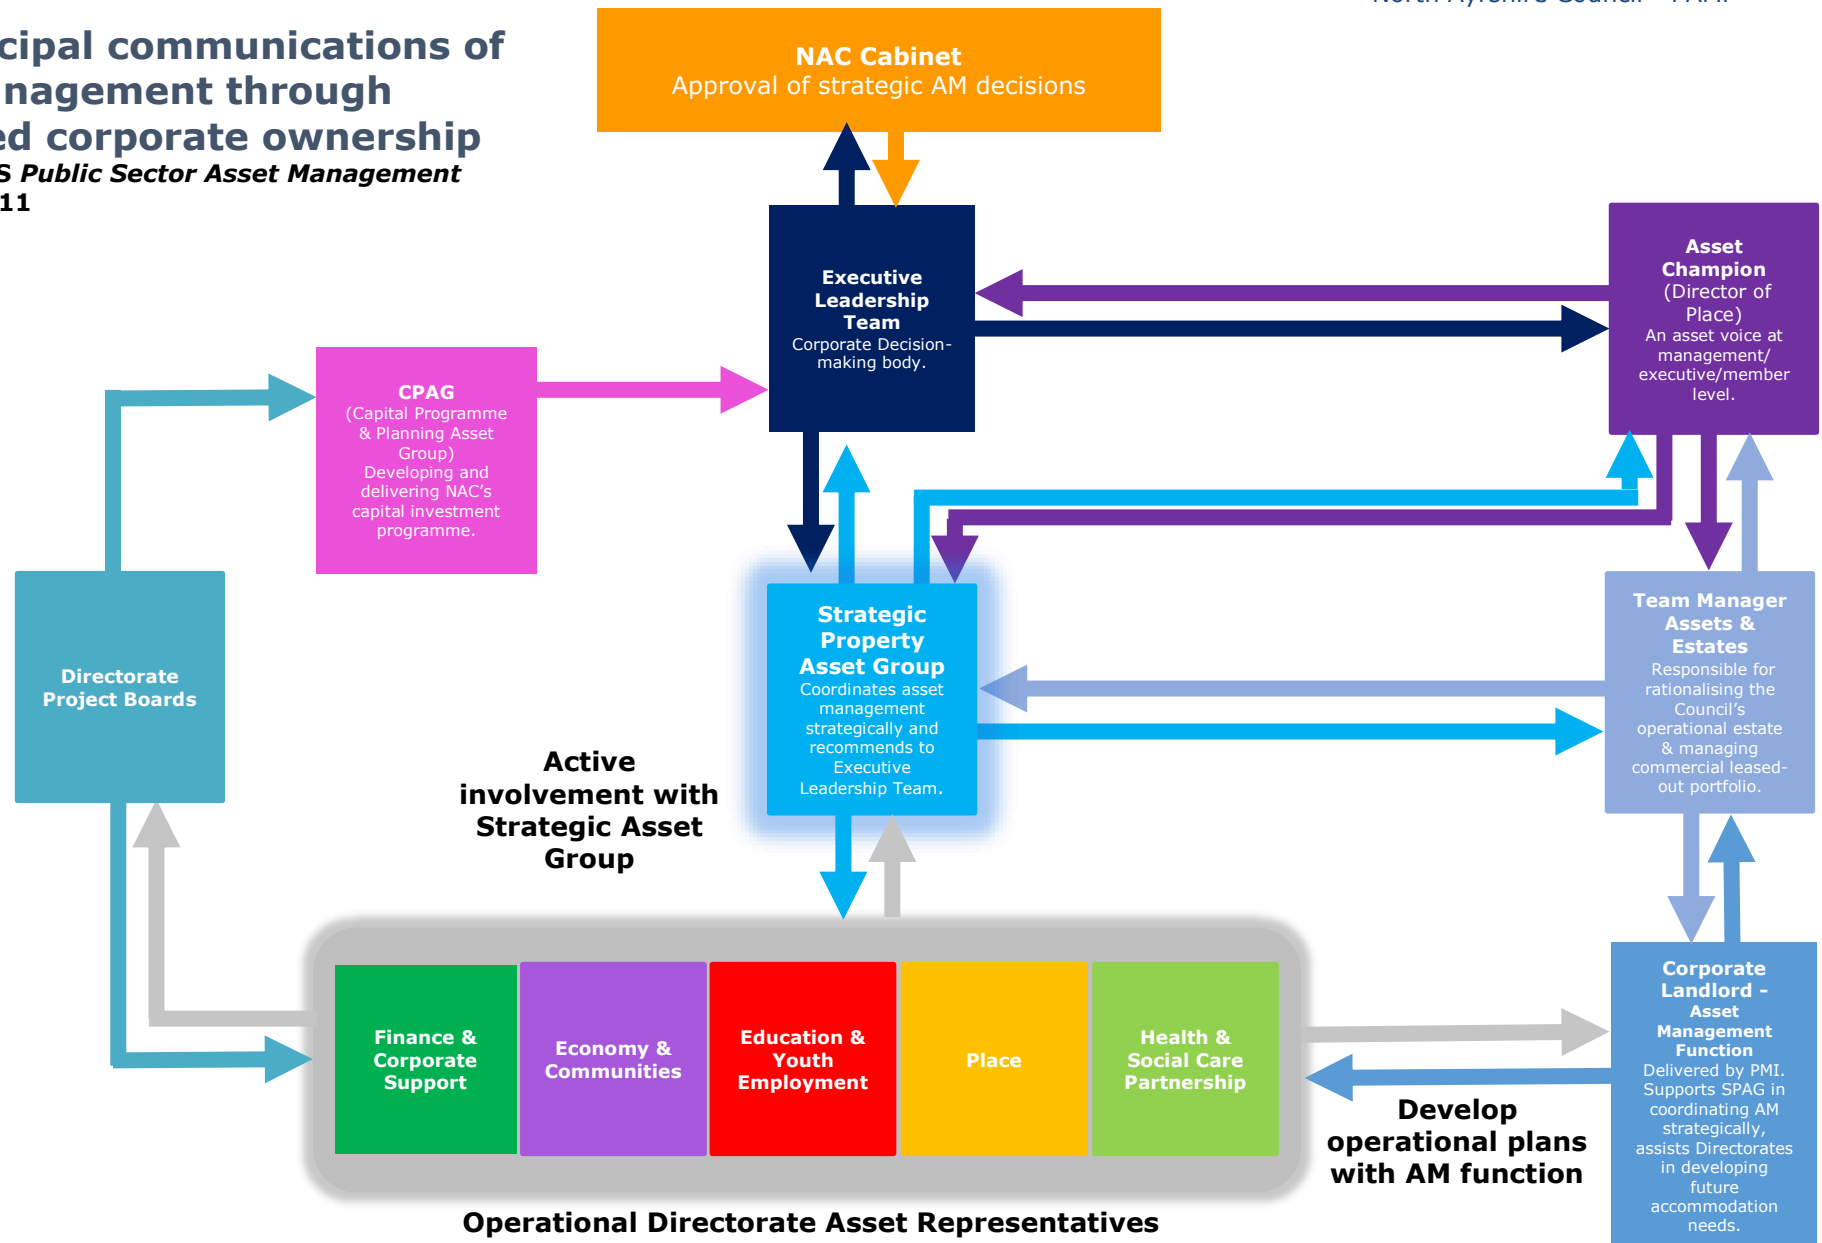 North Ayrshire Council
cipal communications of
nagement through
ed corporate ownership
S Public Sector Asset Management
11
NAC Cabinet
Approval of strategic AM decisions
Executive
Leadership
Team
Corporate Decision-
making body.
Asset
Champion
(Director of
Place)
An asset voice at
management/
executive/member
level.
CPAG
(Capital Programme
& Planning Asset
Group)
Developing and
delivering NAC's
capital investment
programme.
Directorate
Project Boards
Strategic
Property
Asset Group
Coordinates asset
management
strategically and
recommends to
Executive
Leadership Team.
Team Manager
Assets &
Estates
Responsible for
rationalising the
Council's
operational estate
& managing
commercial leased-
out portfolio.
Active
involvement with
Strategic Asset
Group
Finance &
Corporate
Support
Economy &
Communities
Education &
Youth
Employment
Place
Health &
Social Care
Partnership
Corporate
Landlord –
Asset
Management
Function
Delivered by PMI.
Supports SPAG in
coordinating AM
strategically,
assists Directorates
in developing
future
accommodation
needs.
Develop
operational plans
with AM function
Operational Directorate Asset Representatives